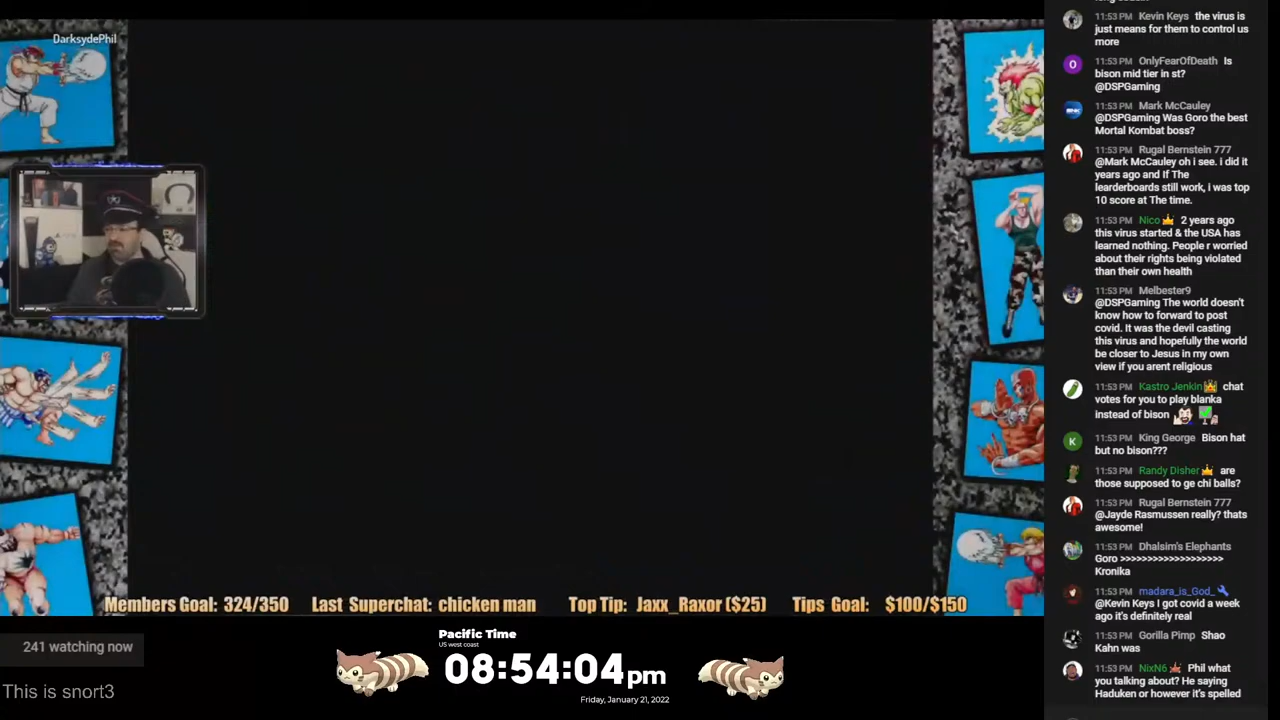 DarksydePhil
Members Goal: 324/350 Last Superchat: chicken man Top Tip: Jaxx_Raxor ($25) Tips Goal: $100/$150
241 watching now
This is snort3
Pacific Time
US west coast
08:54:04pm
Friday, January 21, 2022
11:53 PM Kevin Keys the virus is
just means for them to control us
more
11:53 PM OnlyFearOfDeath Is
bison mid tier in st?
@DSPGaming
11:53 PM Mark McCauley
@DSPGaming Was Goro the best
Mortal Kombat boss?
11:53 PM Rugal Bernstein 777
@Mark McCauley oh i see. i did it
years ago and If The
learderboards still work, i was top
10 score at The time.
11:53 PM Nico 2 years ago
this virus started & the USA has
learned nothing. People r worried
about their rights being violated
than their own health
11:53 PM Melbester9
@DSPGaming The world doesn't
know how to forward to post
covid. It was the devil casting
this virus and hopefully the world
be closer to Jesus in my own
view if you arent religious
11:53 PM Kastro Jenkin chat
votes for you to play blanka
instead of bison
11:53 PM King George Bison hat
but no bison???
11:53 PM Randy Disher are
those supposed to ge chi balls?
11:53 PM Rugal Bernstein 777
@Jayde Rasmussen really? thats
awesome!
11:53 PM Dhalsim's Elephants
Goro >>>>>>>>>>>>>>>>>>
Kronika
11:53 PM madara_is_God_
@Kevin Keys I got covid a week
ago it's definitely real
11:53 PM Gorilla Pimp Shao
Kahn was
11:53 PM NixN6 Phil what
you talking about? He saying
Haduken or however it's spelled